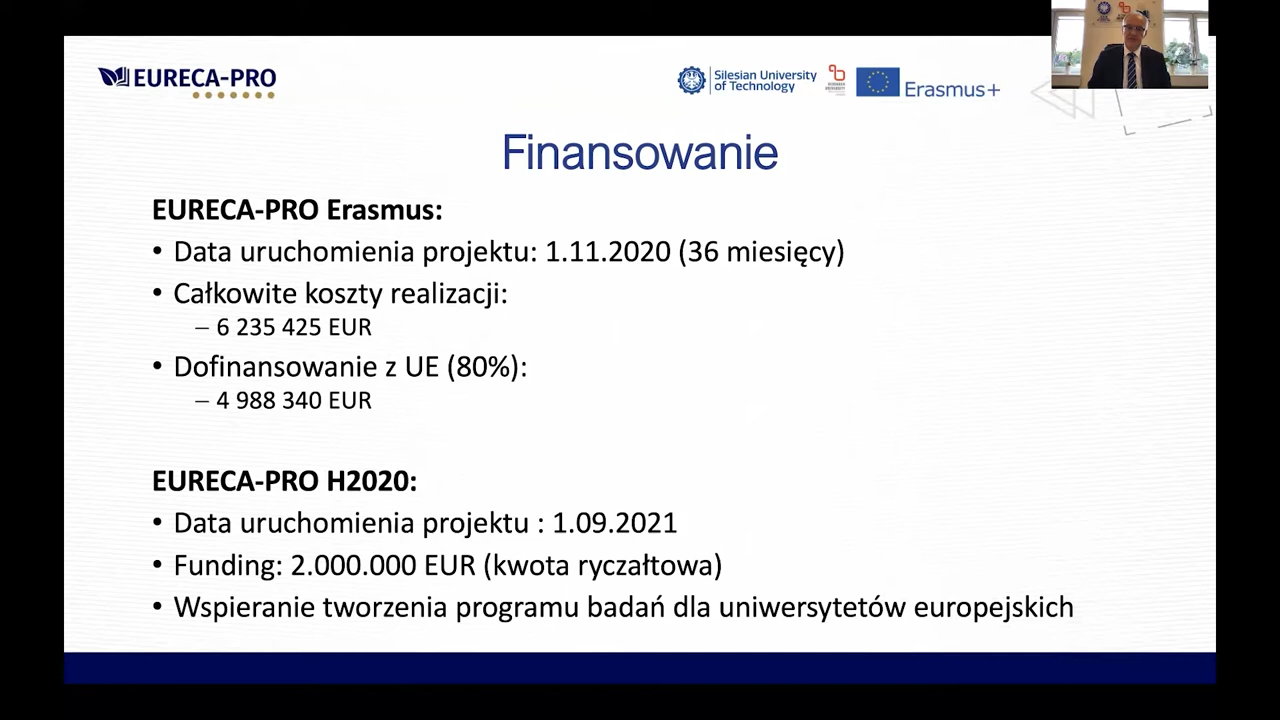 EURECA-PRO
Silesian University
of Technology
Erasmus+
Finansowanie
EURECA-PRO Erasmus:
• Data uruchomienia projektu: 1.11.2020 (36 miesięcy)
• Całkowite koszty realizacji:
– 6 235 425 EUR
• Dofinansowanie z UE (80%):
– 4 988 340 EUR
EURECA-PRO H2020:
• Data uruchomienia projektu : 1.09.2021
• Funding: 2.000.000 EUR (kwota ryczałtowa)
• Wspieranie tworzenia programu badań dla uniwersytetów europejskich